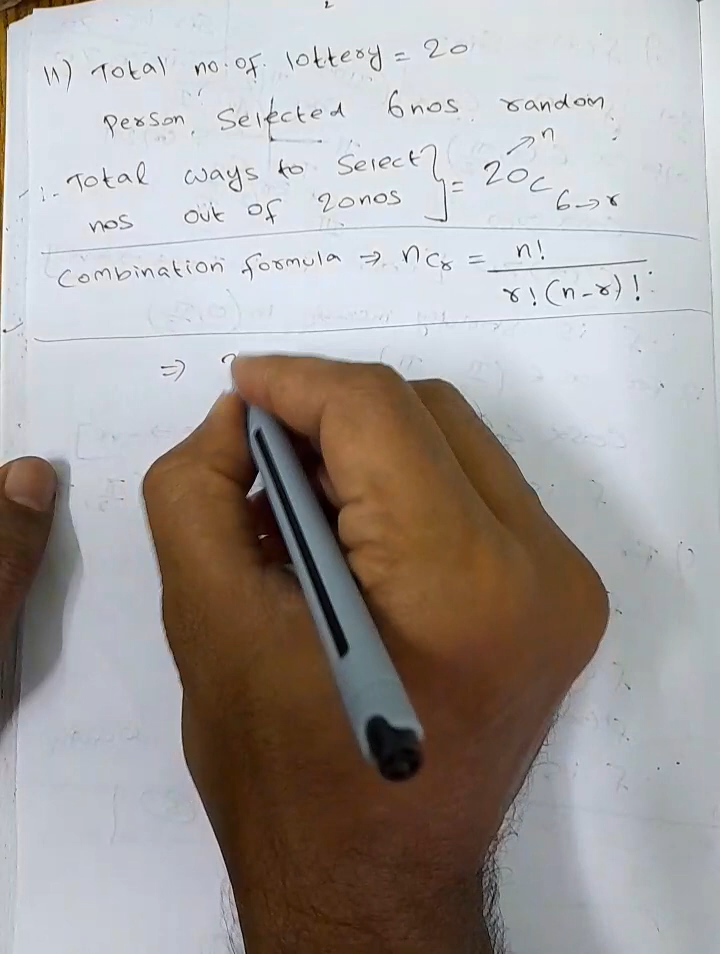 11) Total no. of lottery = 20
person, Selected 6nos random
∴ Total ways to Select
nos out of 20nos } = 20C6 → r
→ n
Combination formula ⇒ nCr = n! / r!(n-r)!
⇒